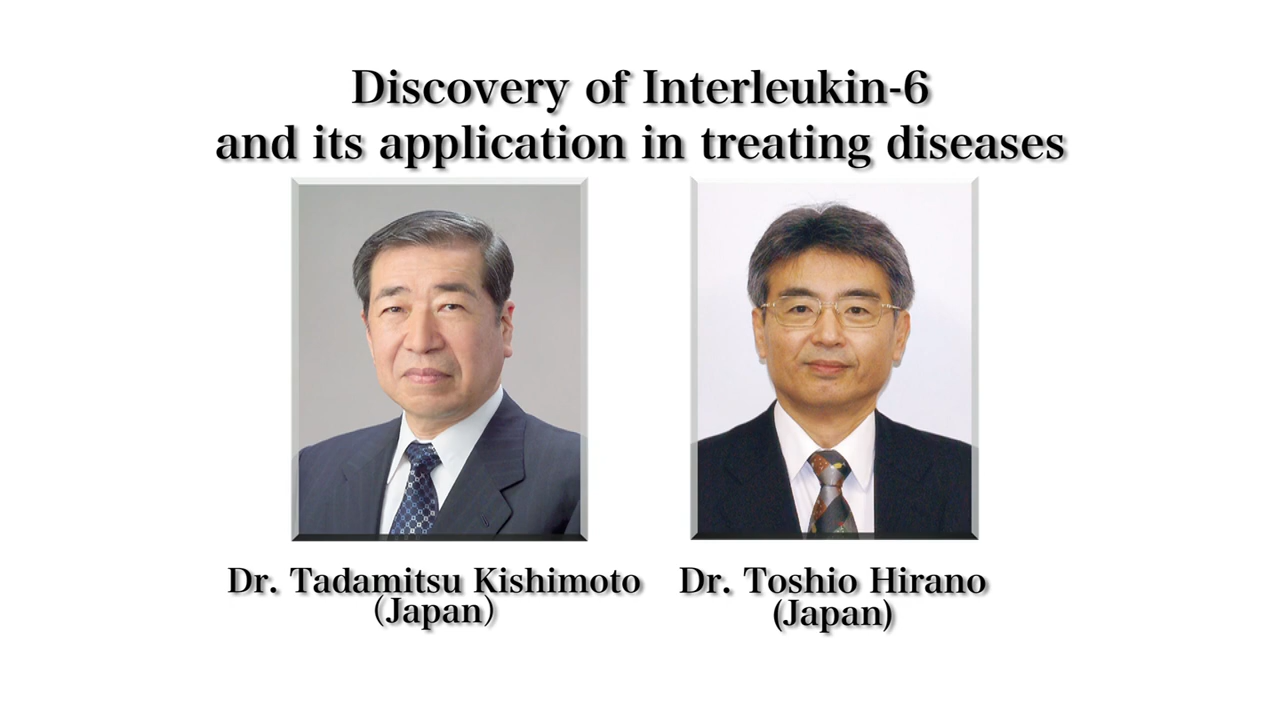 Discovery of Interleukin-6
and its application in treating diseases
Dr. Tadamitsu Kishimoto
（Japan）
Dr. Toshio Hirano
(Japan)